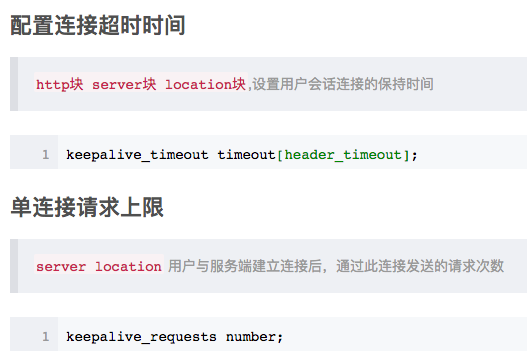 配置连接超时时间
http块 server块 location块,设置用户会话连接的保持时间
1 keepalive_timeout timeout[header_timeout];
单连接请求上限
server location 用户与服务端建立连接后，通过此连接发送的请求次数
1 keepalive_requests number;